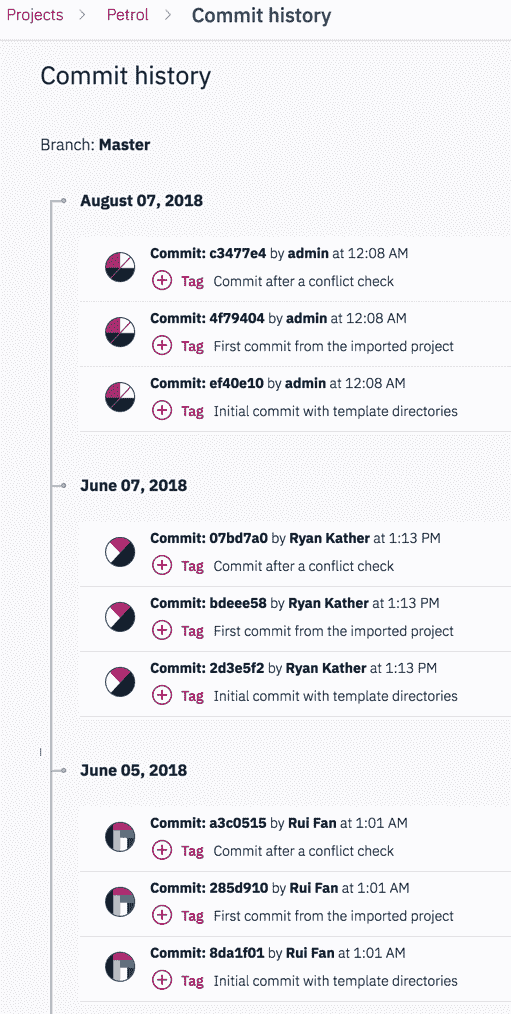 Projects > Petrol > Commit history
Commit history
Branch: Master
August 07, 2018
Commit: c3477e4 by admin at 12:08 AM
Tag Commit after a conflict check
Commit: 4f79404 by admin at 12:08 AM
Tag First commit from the imported project
Commit: ef40e10 by admin at 12:08 AM
Tag Initial commit with template directories
June 07, 2018
Commit: 07bd7a0 by Ryan Kather at 1:13 PM
Tag Commit after a conflict check
Commit: bdeee58 by Ryan Kather at 1:13 PM
Tag First commit from the imported project
Commit: 2d3e5f2 by Ryan Kather at 1:13 PM
Tag Initial commit with template directories
June 05, 2018
Commit: a3c0515 by Rui Fan at 1:01 AM
Tag Commit after a conflict check
Commit: 285d910 by Rui Fan at 1:01 AM
Tag First commit from the imported project
Commit: 8da1f01 by Rui Fan at 1:01 AM
Tag Initial commit with template directories